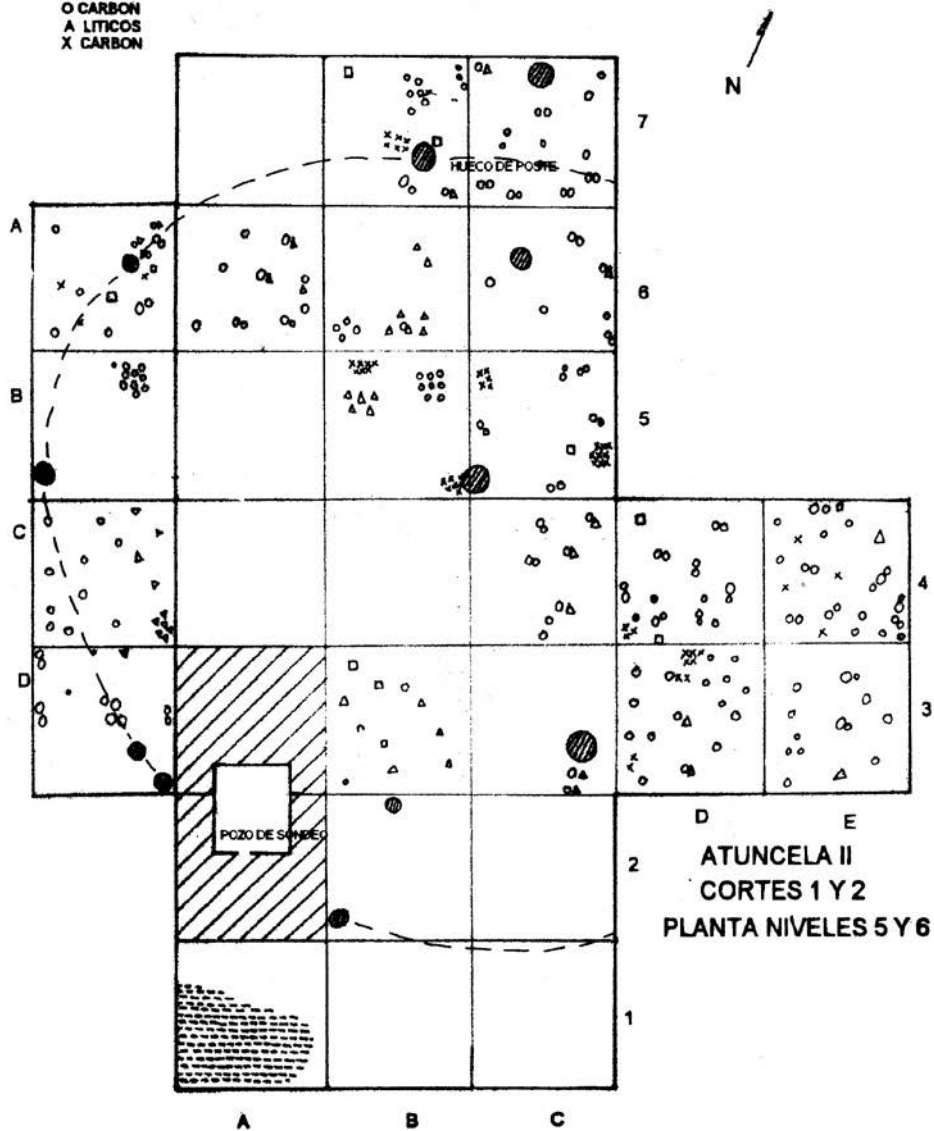 O CARBON
A LITICOS
X CARBON
N
7
HUECO DE POSTE
A
6
B
5
C
4
D
3
POZO DE SONDEO
D
E
2
ATUNCELA II
CORTES 1 Y 2
PLANTA NIVELES 5 Y 6
1
A
B
C